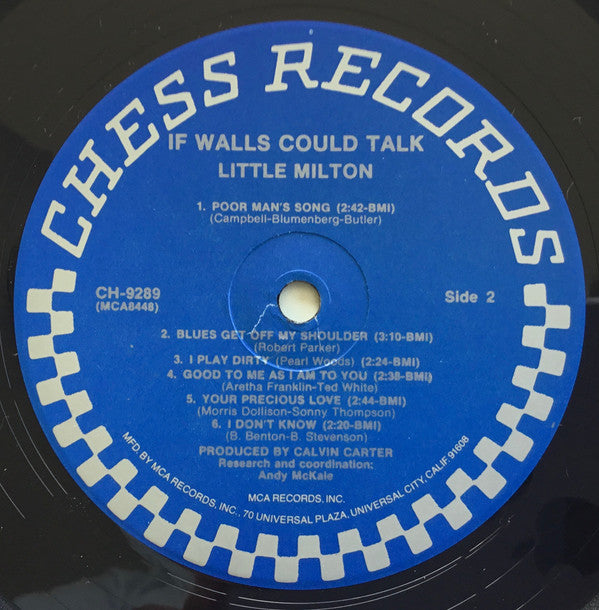 CHESS RECORDS
IF WALLS COULD TALK
LITTLE MILTON
1. POOR MAN'S SONG (2:42-BMI)
(Campbell-Blumenberg-Butler)
CH-9289
(MCA8448)
Side 2
2. BLUES GET OFF MY SHOULDER (3:10-BMI)
(Robert Parker)
3. I PLAY DIRTY (Pearl Woods) (2:24-BMI)
4. GOOD TO ME AS I AM TO YOU (2:38-BMI)
(Aretha Franklin-Ted White)
5. YOUR PRECIOUS LOVE (2:44-BMI)
(Morris Dollison-Sonny Thompson)
6. I DON'T KNOW (2:20-BMI)
(B. Benton-B. Stevenson)
PRODUCED BY CALVIN CARTER
Research and coordination:
Andy McKaie
MCA RECORDS, INC.
MFD. BY MCA RECORDS, INC., 70 UNIVERSAL PLAZA, UNIVERSAL CITY, CALIF. 91608